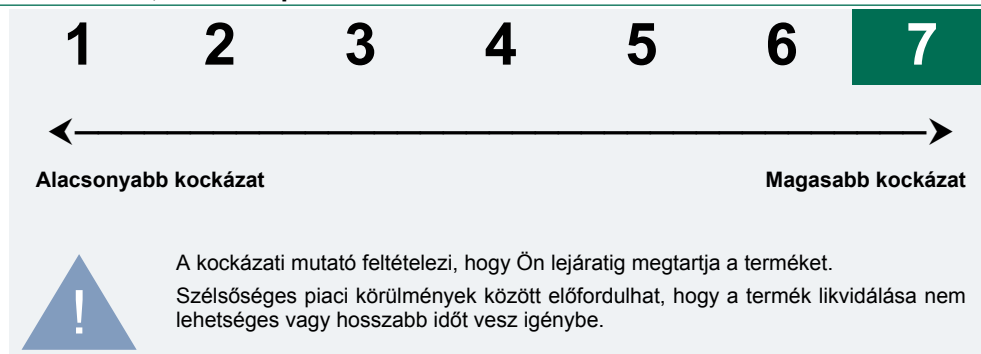 1 2 3 4 5 6 7
Alacsonyabb kockázat Magasabb kockázat
A kockázati mutató feltételezi, hogy Ön lejáratig megtartja a terméket.
Szélsőséges piaci körülmények között előfordulhat, hogy a termék likvidálása nem
lehetséges vagy hosszabb időt vesz igénybe.
!